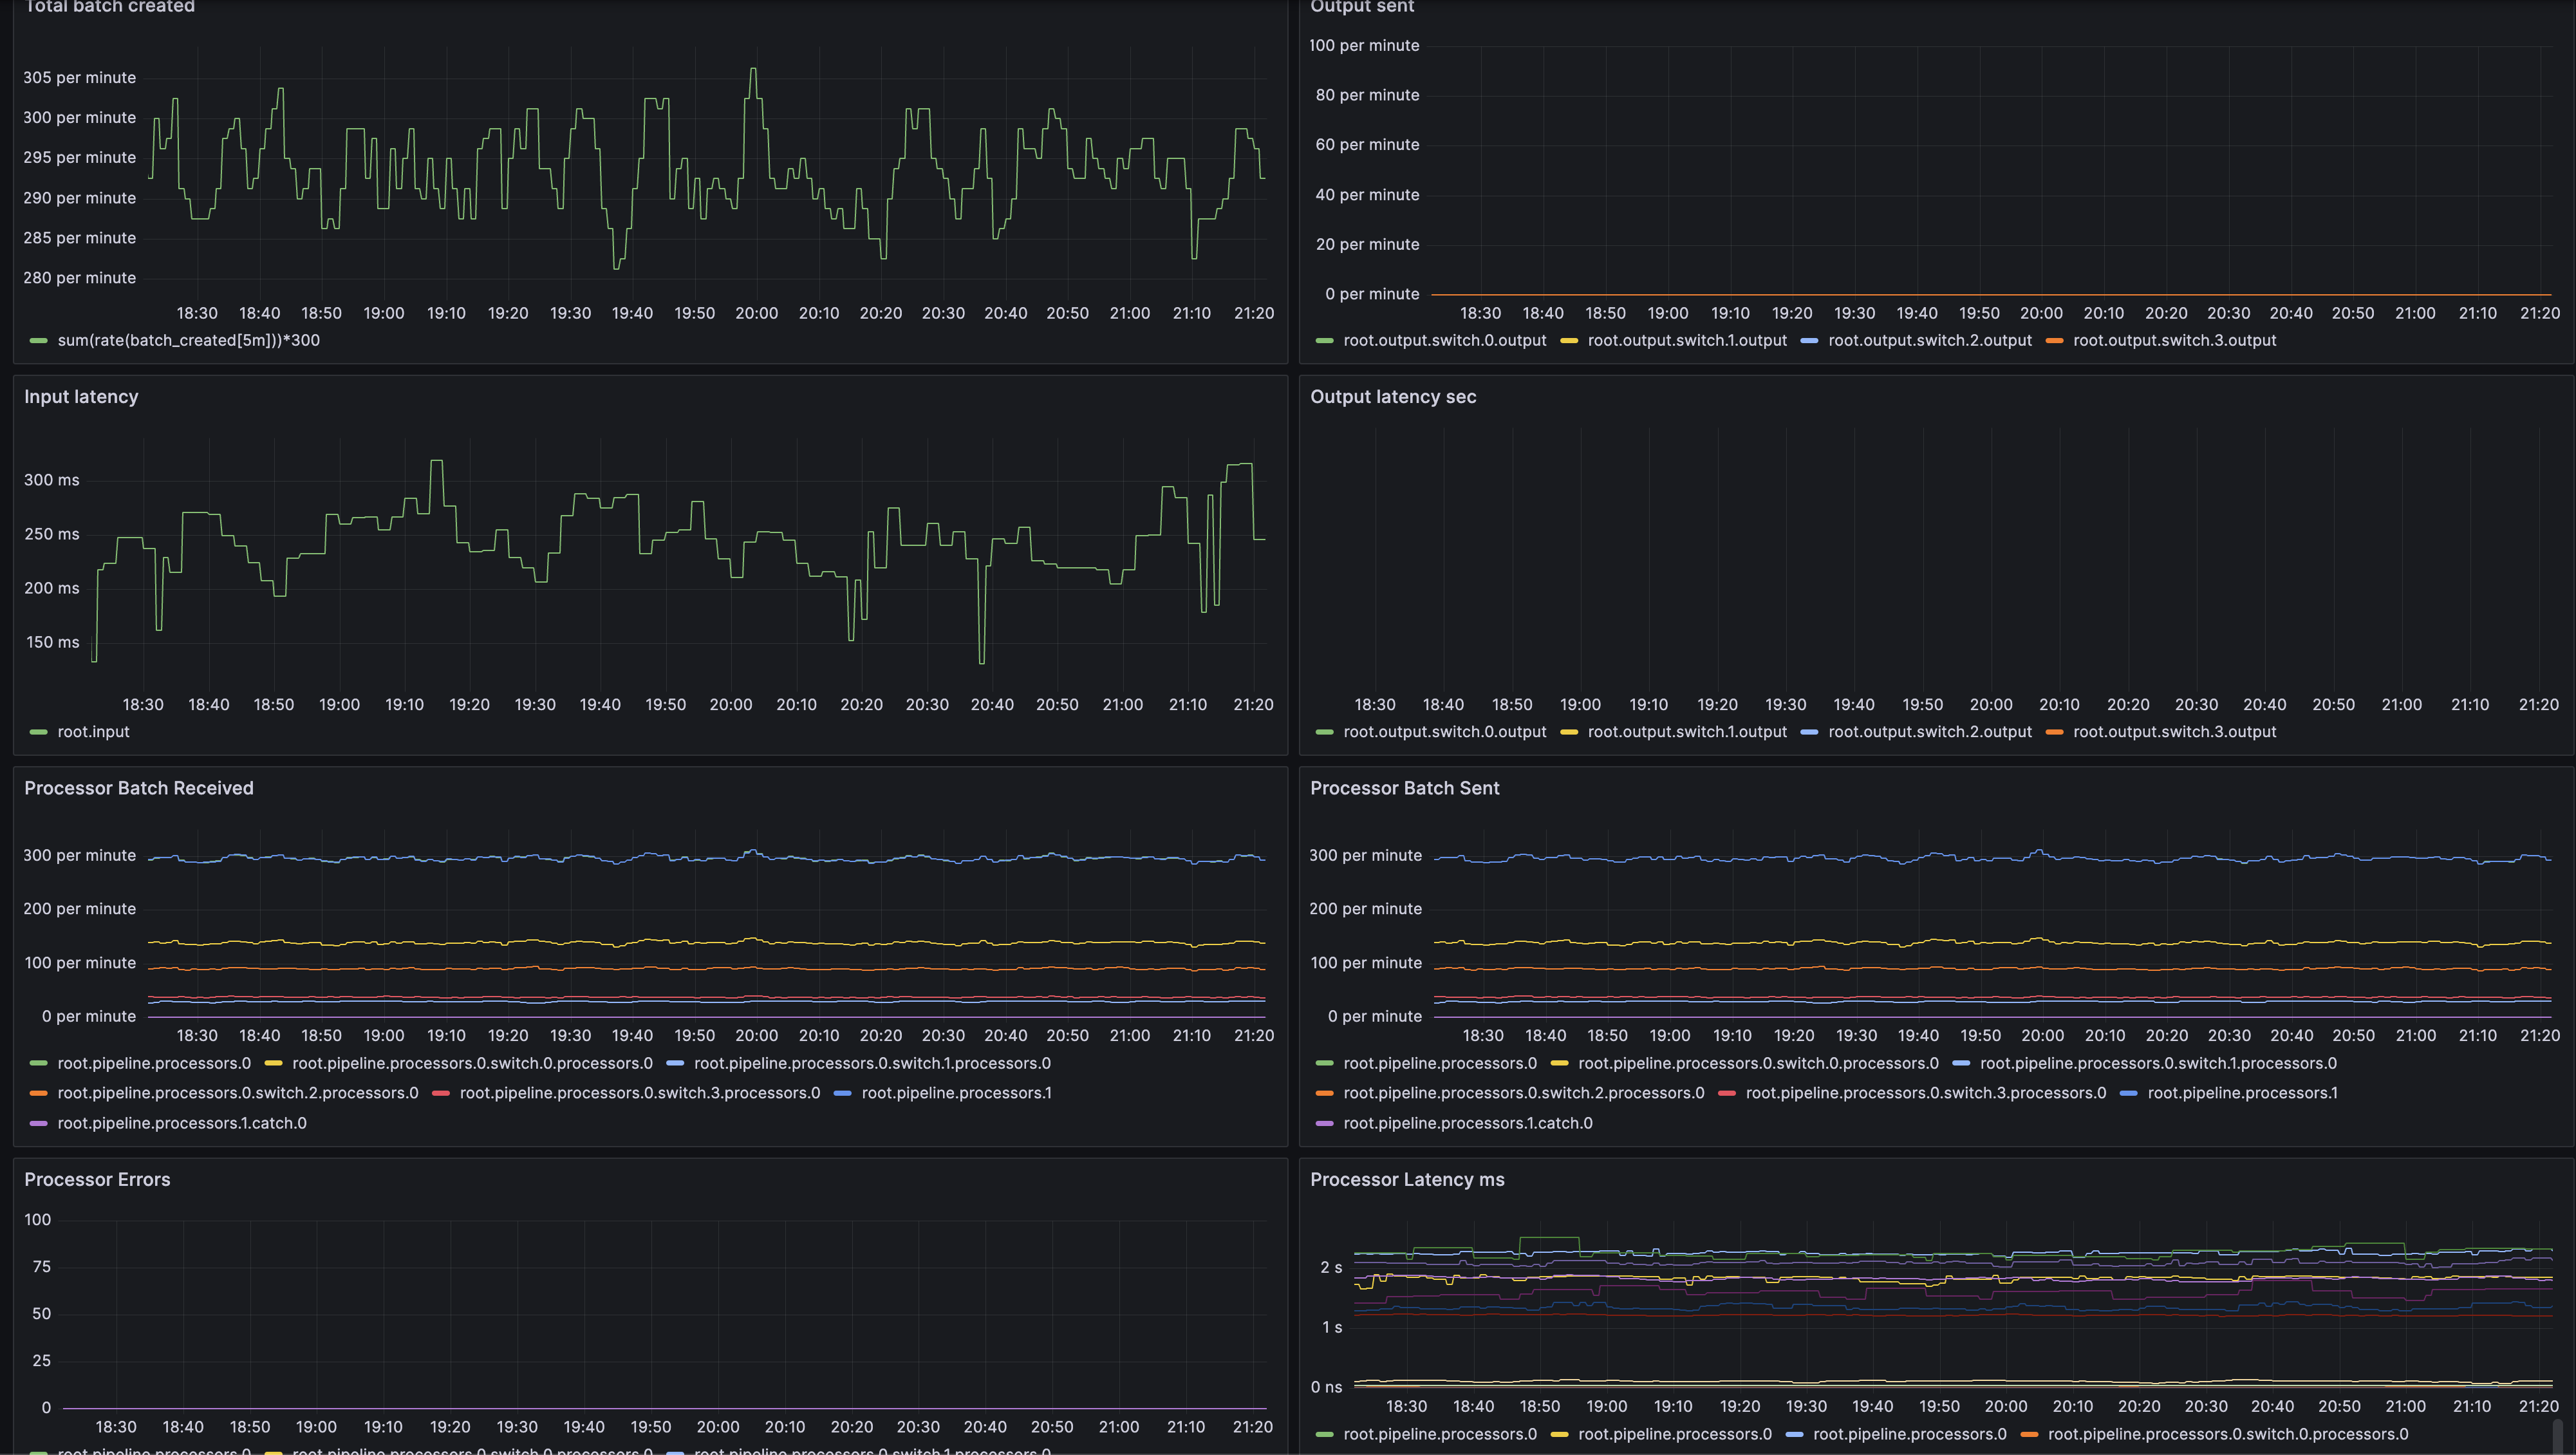 Total batch created
305 per minute
300 per minute
295 per minute
290 per minute
285 per minute
280 per minute
18:30 18:40 18:50 19:00 19:10 19:20 19:30 19:40 19:50 20:00 20:10 20:20 20:30 20:40 20:50 21:00 21:10 21:20
sum(rate(batch_created[5m]))*300
Output sent
100 per minute
80 per minute
60 per minute
40 per minute
20 per minute
0 per minute
18:30 18:40 18:50 19:00 19:10 19:20 19:30 19:40 19:50 20:00 20:10 20:20 20:30 20:40 20:50 21:00 21:10 21:20
root.output.switch.0.output root.output.switch.1.output root.output.switch.2.output root.output.switch.3.output
Input latency
300 ms
250 ms
200 ms
150 ms
18:30 18:40 18:50 19:00 19:10 19:20 19:30 19:40 19:50 20:00 20:10 20:20 20:30 20:40 20:50 21:00 21:10 21:20
root.input
Output latency sec
18:30 18:40 18:50 19:00 19:10 19:20 19:30 19:40 19:50 20:00 20:10 20:20 20:30 20:40 20:50 21:00 21:10 21:20
root.output.switch.0.output root.output.switch.1.output root.output.switch.2.output root.output.switch.3.output
Processor Batch Received
300 per minute
200 per minute
100 per minute
0 per minute
18:30 18:40 18:50 19:00 19:10 19:20 19:30 19:40 19:50 20:00 20:10 20:20 20:30 20:40 20:50 21:00 21:10 21:20
root.pipeline.processors.0 root.pipeline.processors.0.switch.0.processors.0 root.pipeline.processors.0.switch.1.processors.0
root.pipeline.processors.0.switch.2.processors.0 root.pipeline.processors.0.switch.3.processors.0 root.pipeline.processors.1
root.pipeline.processors.1.catch.0
Processor Batch Sent
300 per minute
200 per minute
100 per minute
0 per minute
18:30 18:40 18:50 19:00 19:10 19:20 19:30 19:40 19:50 20:00 20:10 20:20 20:30 20:40 20:50 21:00 21:10 21:20
root.pipeline.processors.0 root.pipeline.processors.0.switch.0.processors.0 root.pipeline.processors.0.switch.1.processors.0
root.pipeline.processors.0.switch.2.processors.0 root.pipeline.processors.0.switch.3.processors.0 root.pipeline.processors.1
root.pipeline.processors.1.catch.0
Processor Errors
100
75
50
25
0
18:30 18:40 18:50 19:00 19:10 19:20 19:30 19:40 19:50 20:00 20:10 20:20 20:30 20:40 20:50 21:00 21:10 21:20
root.pipeline.processors.0 root.pipeline.processors.0.switch.0.processors.0 root.pipeline.processors.0.switch.1.processors.0
Processor Latency ms
2 s
1 s
0 ns
18:30 18:40 18:50 19:00 19:10 19:20 19:30 19:40 19:50 20:00 20:10 20:20 20:30 20:40 20:50 21:00 21:10 21:20
root.pipeline.processors.0 root.pipeline.processors.0 root.pipeline.processors.0 root.pipeline.processors.0.switch.0.processors.0